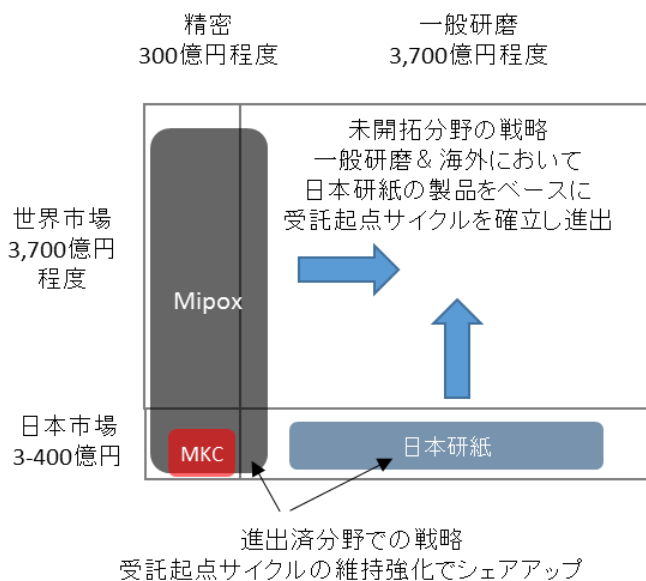 精密
300億円程度
一般研磨
3,700億円程度
未開拓分野の戦略
一般研磨＆海外において
日本研紙の製品をベースに
受託起点サイクルを確立し進出
世界市場
3,700億円
程度
Mipox
日本市場
3-400億円
MKC
日本研紙
進出済分野での戦略
受託起点サイクルの維持強化でシェアアップ